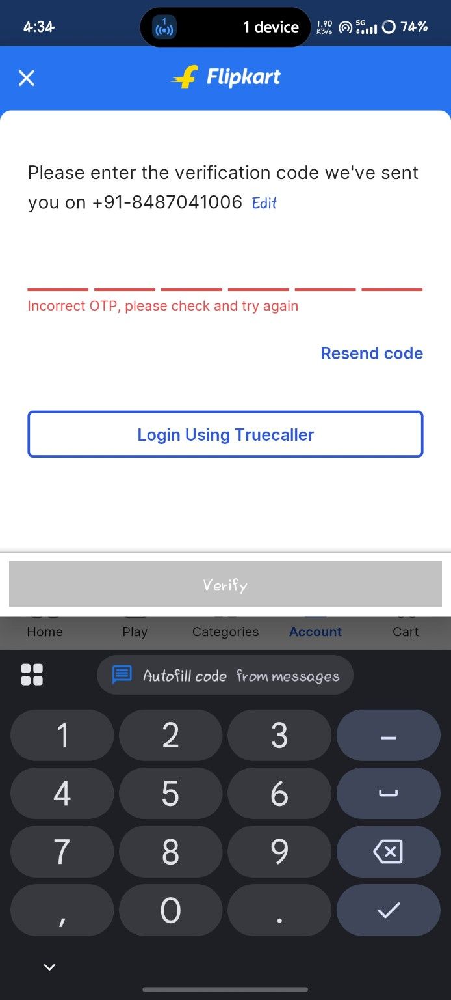 4:34
1
1 device
1.90
KB/s
5G
74%
Flipkart
Please enter the verification code we've sent
you on +91-8487041006 Edit
Incorrect OTP, please check and try again
Resend code
Login Using Truecaller
Verify
Home Play Categories Account Cart
Autofill code from messages
1 2 3 –
4 5 6
7 8 9
, 0 .